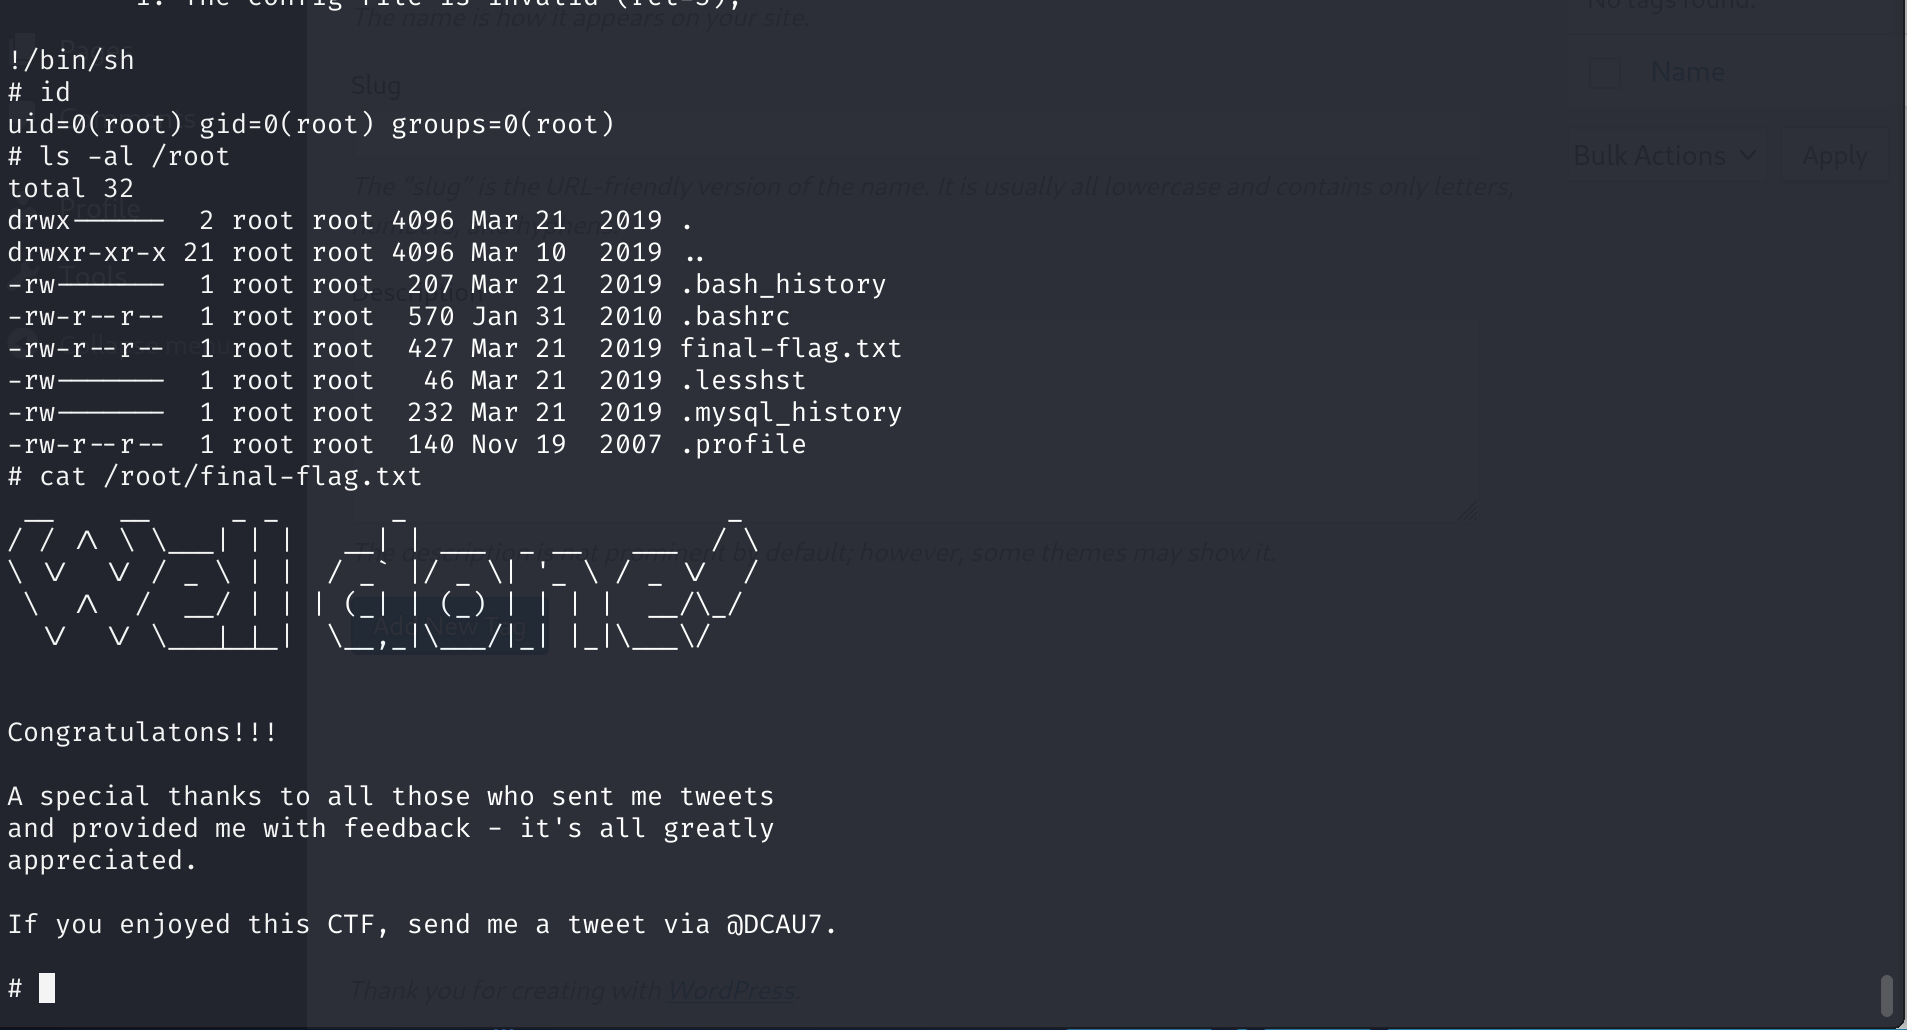 1. The config file is invalid (ret=3);
The name is how it appears on your site.
No tags found.
Pages
!/bin/sh
Slug
Name
# id
uid=0(root) gid=0(root) groups=0(root)
# ls -al /root
Bulk Actions
Apply
total 32
The “slug” is the URL-friendly version of the name. It is usually all lowercase and contains only letters,
Profile
drwx------  2 root root 4096 Mar 21  2019 .
drwxr-xr-x 21 root root 4096 Mar 10  2019 ..
Tools
-rw-------  1 root root  207 Mar 21  2019 .bash_history
Description
-rw-r--r--  1 root root  570 Jan 31  2010 .bashrc
-rw-r--r--  1 root root  427 Mar 21  2019 final-flag.txt
Collapse menu
-rw-------  1 root root   46 Mar 21  2019 .lesshst
-rw-------  1 root root  232 Mar 21  2019 .mysql_history
-rw-r--r--  1 root root  140 Nov 19  2007 .profile
# cat /root/final-flag.txt
Well done!
The description is not prominent by default; however, some themes may show it.
Add New Tag
Congratulatons!!!
A special thanks to all those who sent me tweets
and provided me with feedback - it's all greatly
appreciated.
If you enjoyed this CTF, send me a tweet via @DCAU7.
#
Thank you for creating with WordPress.